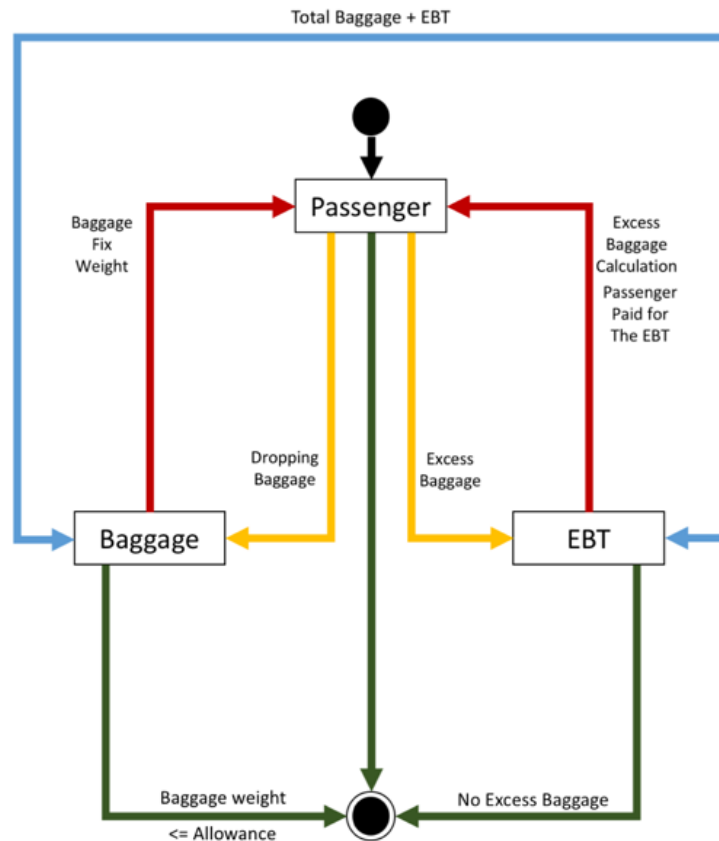 Total Baggage + EBT
Passenger
Baggage
Fix
Weight
Excess
Baggage
Calculation
Passenger
Paid for
The EBT
Dropping
Baggage
Excess
Baggage
Baggage
EBT
Baggage weight
<= Allowance
No Excess Baggage